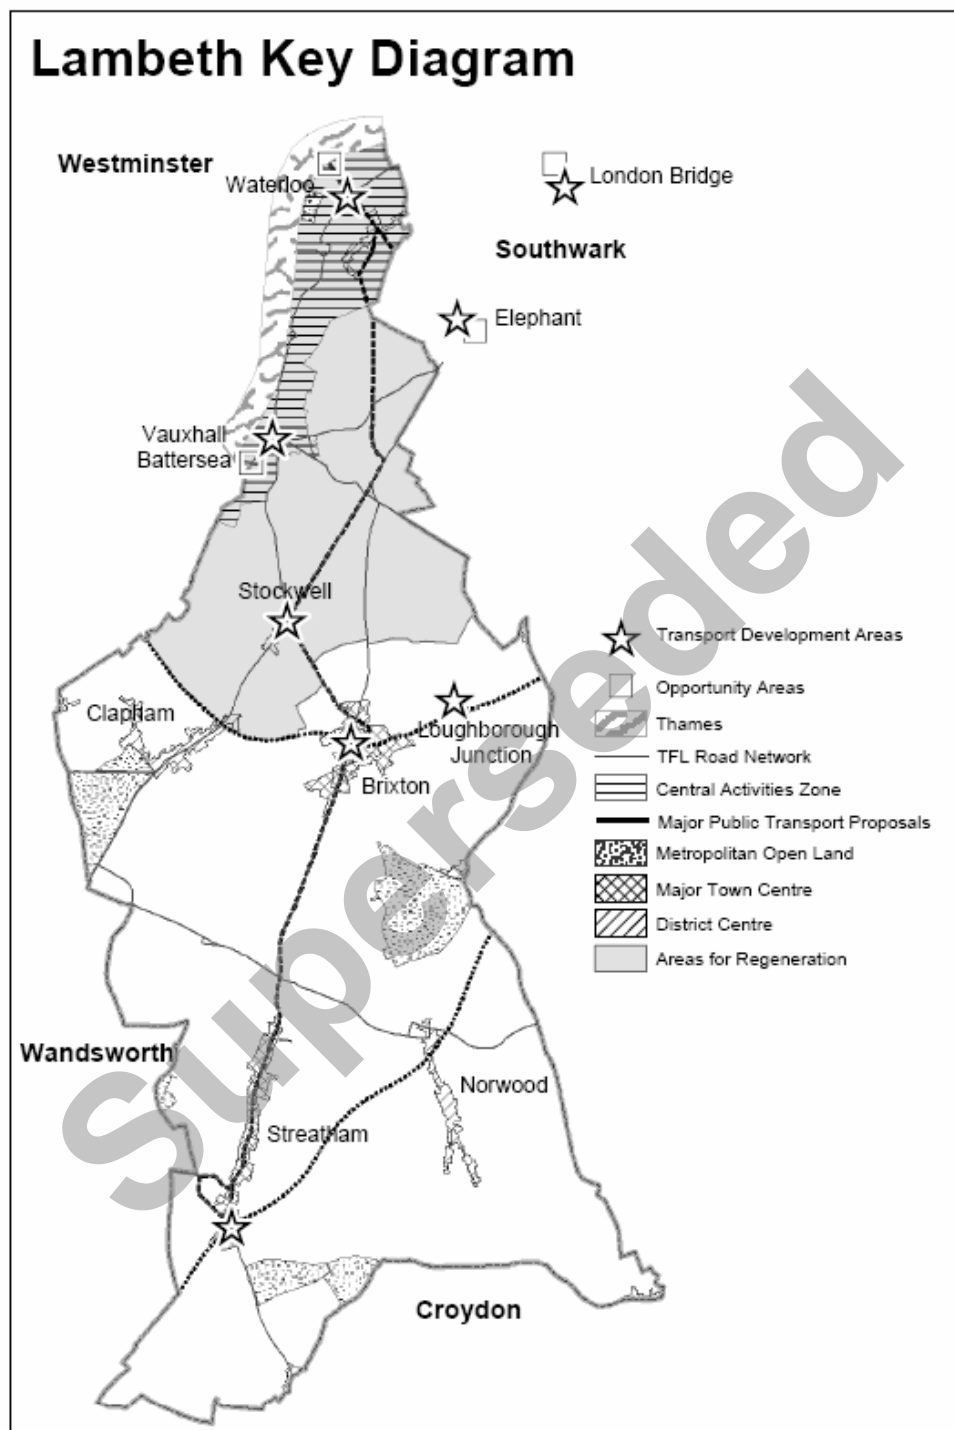 Lambeth Key Diagram
Westminster
Waterloo
London Bridge
Southwark
Elephant
Vauxhall
Battersea
Stockwell
Clapham
Loughborough
Junction
Brixton
Transport Development Areas
Opportunity Areas
Thames
TFL Road Network
Central Activities Zone
Major Public Transport Proposals
Metropolitan Open Land
Major Town Centre
District Centre
Areas for Regeneration
Wandsworth
Norwood
Streatham
Croydon
Superseded